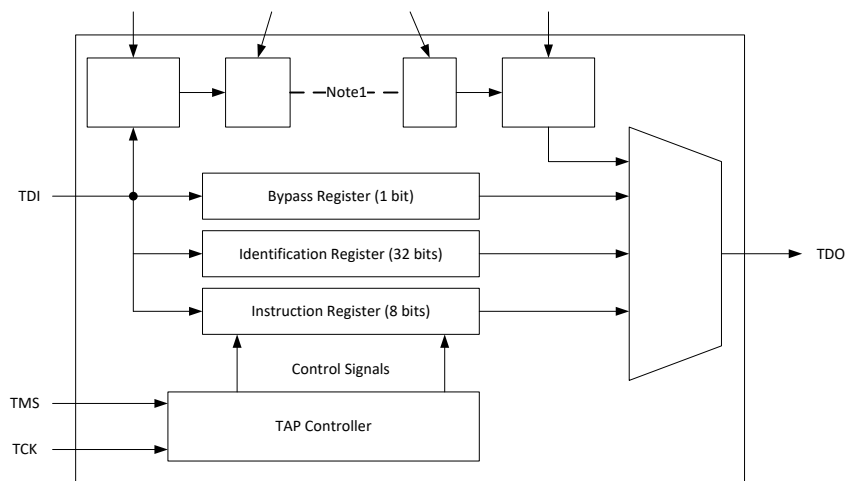 Note1
TDI
Bypass Register (1 bit)
Identification Register (32 bits)
TDO
Instruction Register (8 bits)
Control Signals
TMS
TAP Controller
TCK